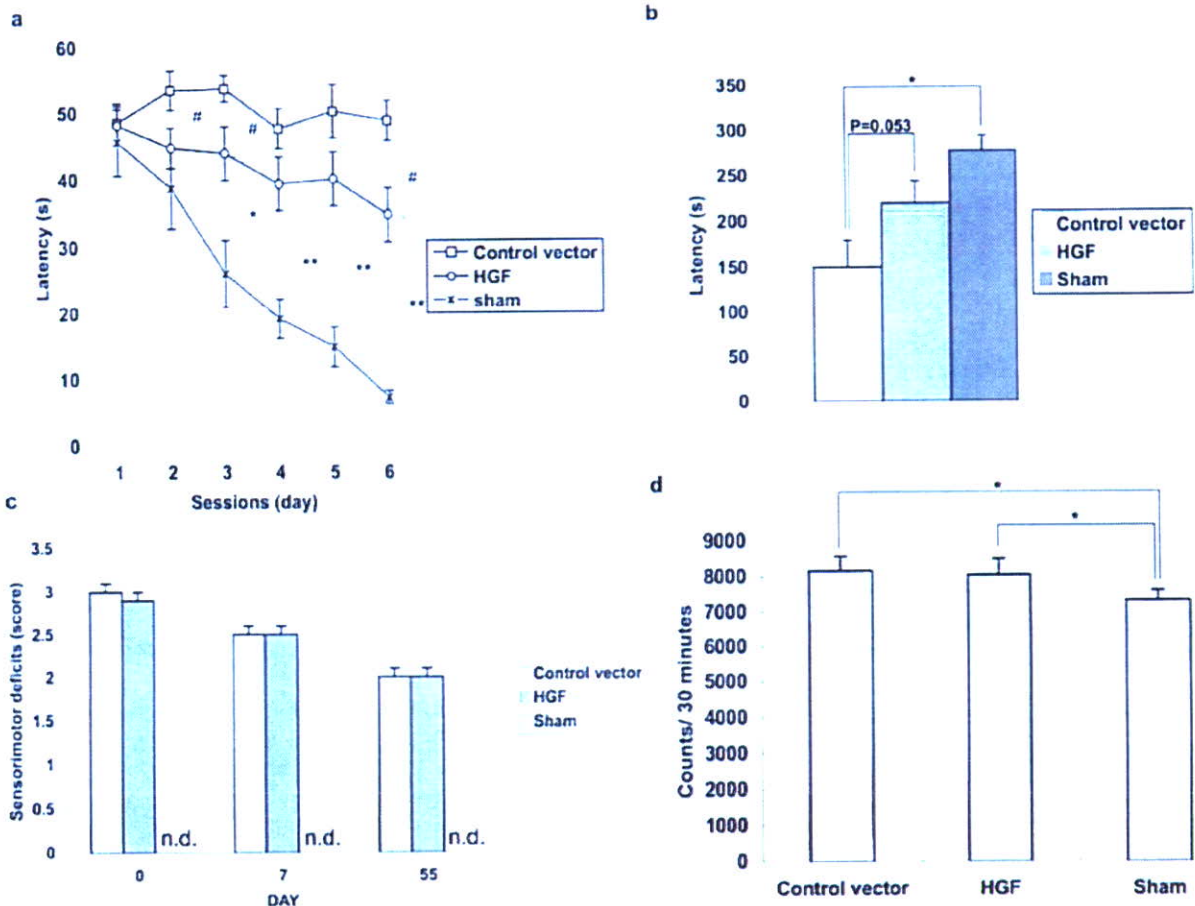 a
60
50
40
30
20
10
0
Latency (s)
#
#
#
*
**
**
**
1 2 3 4 5 6
Sessions (day)
Control vector
HGF
sham
b
350
300
250
200
150
100
50
0
Latency (s)
*
P=0.053
Control vector
HGF
Sham
c
3.5
3
2.5
2
1.5
1
0.5
0
Sensorimotor deficits (score)
n.d. n.d. n.d.
0 7 55
DAY
Control vector
HGF
Sham
d
9000
8000
7000
6000
5000
4000
3000
2000
1000
0
Counts/ 30 minutes
*
*
Control vector HGF Sham